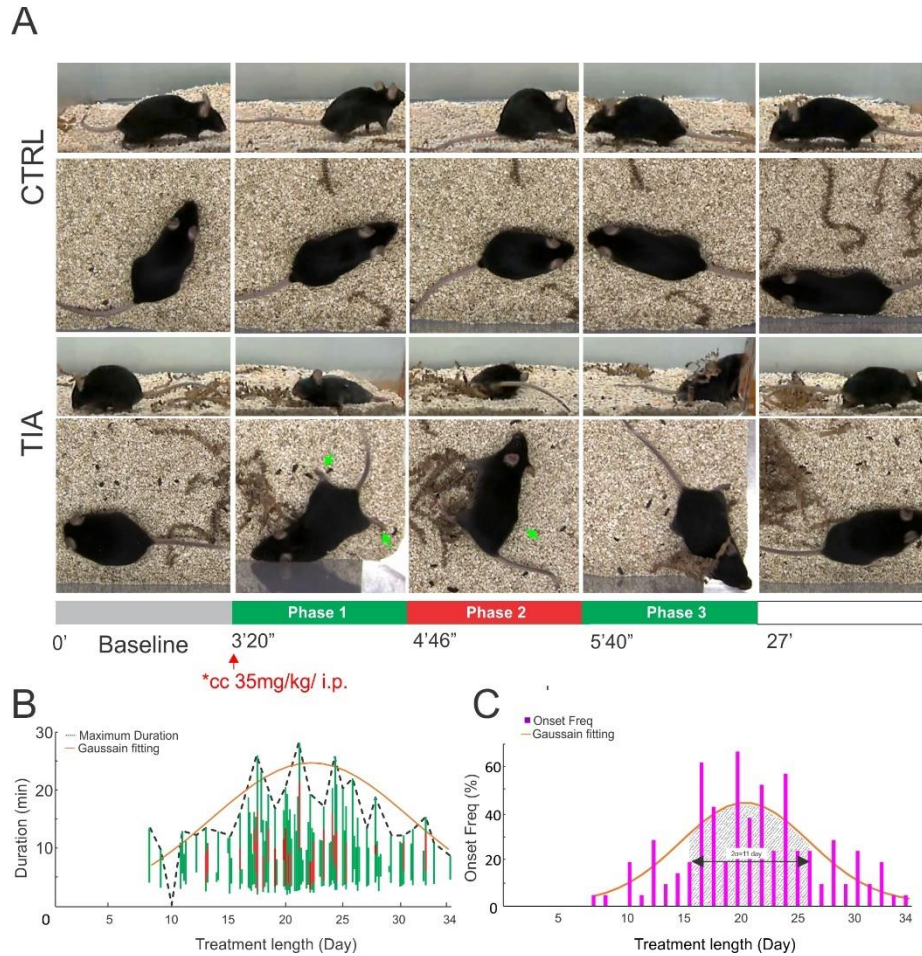 A
CTRL
TIA
Phase 1 Phase 2 Phase 3
0' Baseline 3'20" 4'46" 5'40" 27'
*cc 35mg/kg/ i.p.
B
Maximum Duration
Gaussain fitting
Duration (min)
30
20
10
0 5 10 15 20 25 30 34
Treatment length (Day)
C
Onset Freq
Gaussain fitting
Onset Freq (%)
60
40
20
0
5 10 15 20 25 30 34
2σ=11 day
Treatment length (Day)